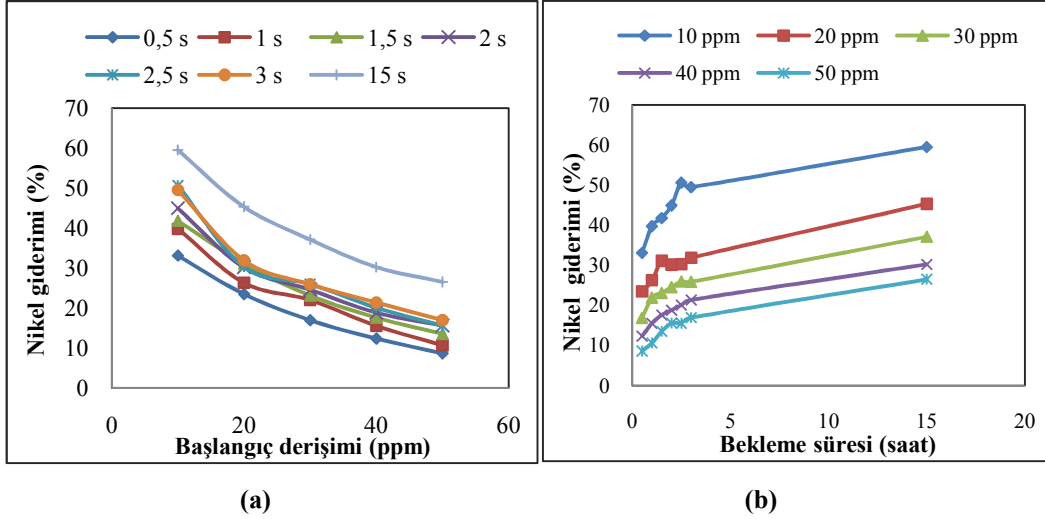 0,5 s 1 s 1,5 s 2 s
2,5 s 3 s 15 s
70
60
50
40
30
20
10
0
0 20 40 60
Nikel giderimi (%)
Başlangıç derişimi (ppm)
(a)
10 ppm 20 ppm 30 ppm
40 ppm 50 ppm
70
60
50
40
30
20
10
0
0 5 10 15 20
Nikel giderimi (%)
Bekleme süresi (saat)
(b)